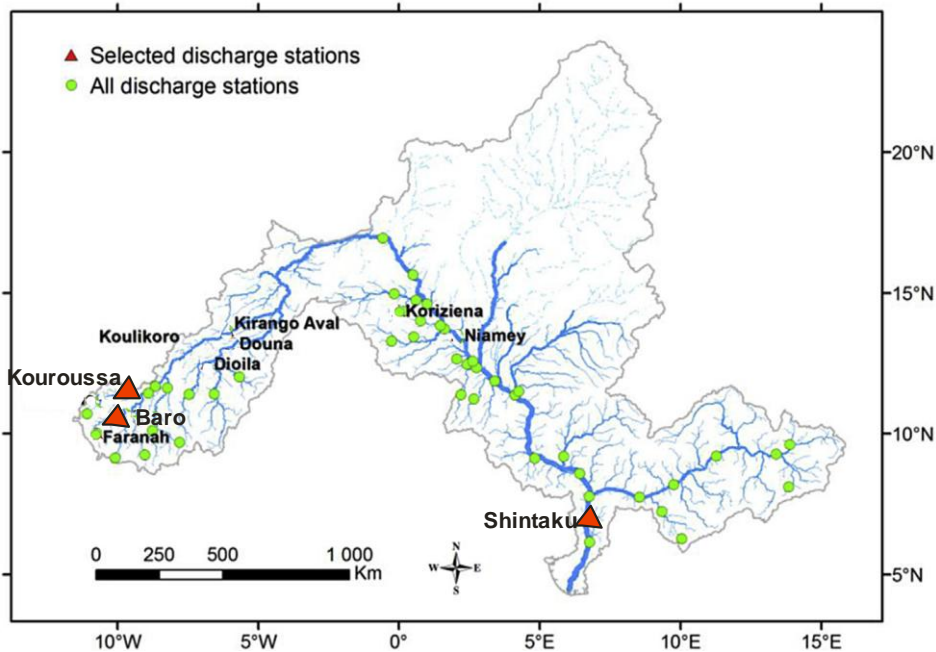 Selected discharge stations
All discharge stations
20°N
15°N
Koriziena
Kirango Aval
Koulikoro
Niamey
Douna
Dioila
Kouroussa
Baro
10°N
Faranah
Shintaku
0 250 500 1 000
Km
N
W E
S
5°N
10°W 5°W 0° 5°E 10°E 15°E